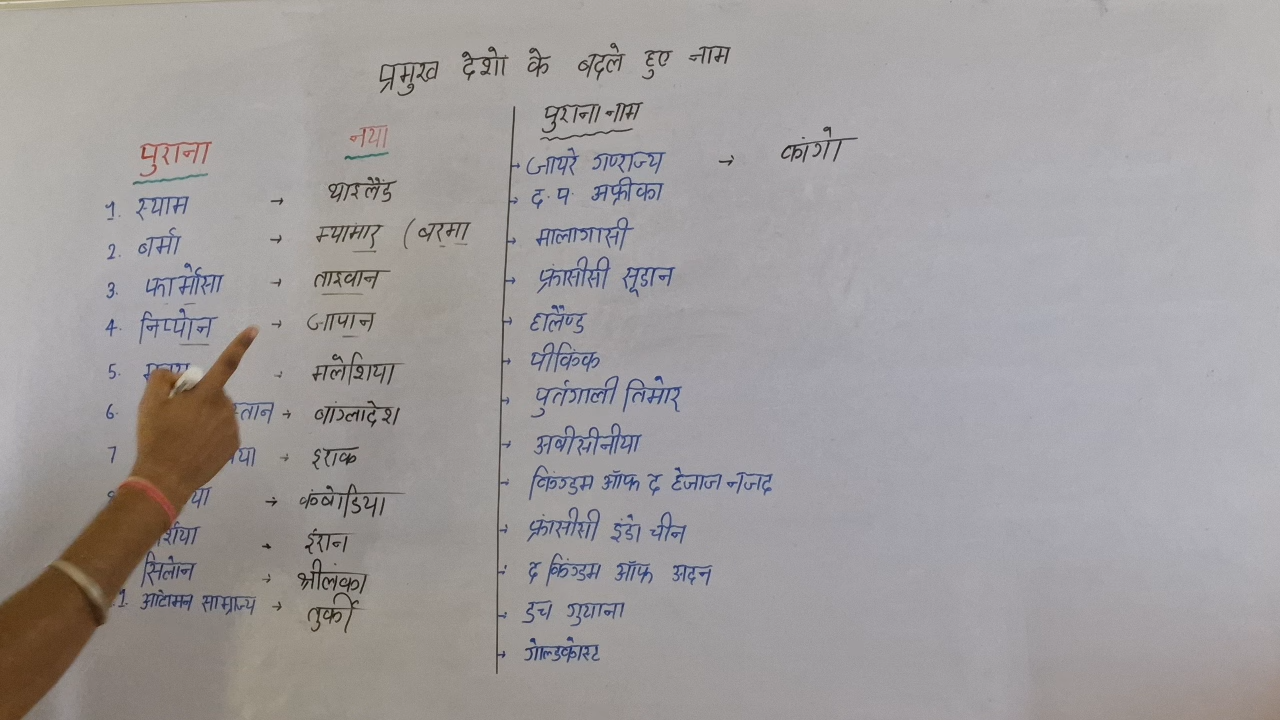 प्रमुख देशो के बदले हुए नाम
पुराना नया
1. स्याम → थाइलैंड
2. बर्मा → म्यामार (बरमा
3. फार्मोसा → ताइवान
4. निप्पोन → जापान
5. → मलेशिया
6. स्तान → बांग्लादेश
7 या → इराक
या → कंबोडिया
र्शिया → ईरान
सिलोन → श्रीलंका
1. ऑटोमन साम्राज्य → तुर्की
पुराना नाम
→ जायरे गणराज्य → कांगो
→ द. प. अफ्रीका
→ मालागासी
→ फ्रांसीसी सूडान
→ हालैण्ड
→ पीकिंक
→ पुर्तगाली तिमोर
→ अबीसीनीया
→ किंग्डम ऑफ द हेजाज नजद
→ फ्रांसीसी इंडो चीन
→ द किंग्डम ऑफ अदन
→ डच गुयाना
→ गोल्डकोस्ट